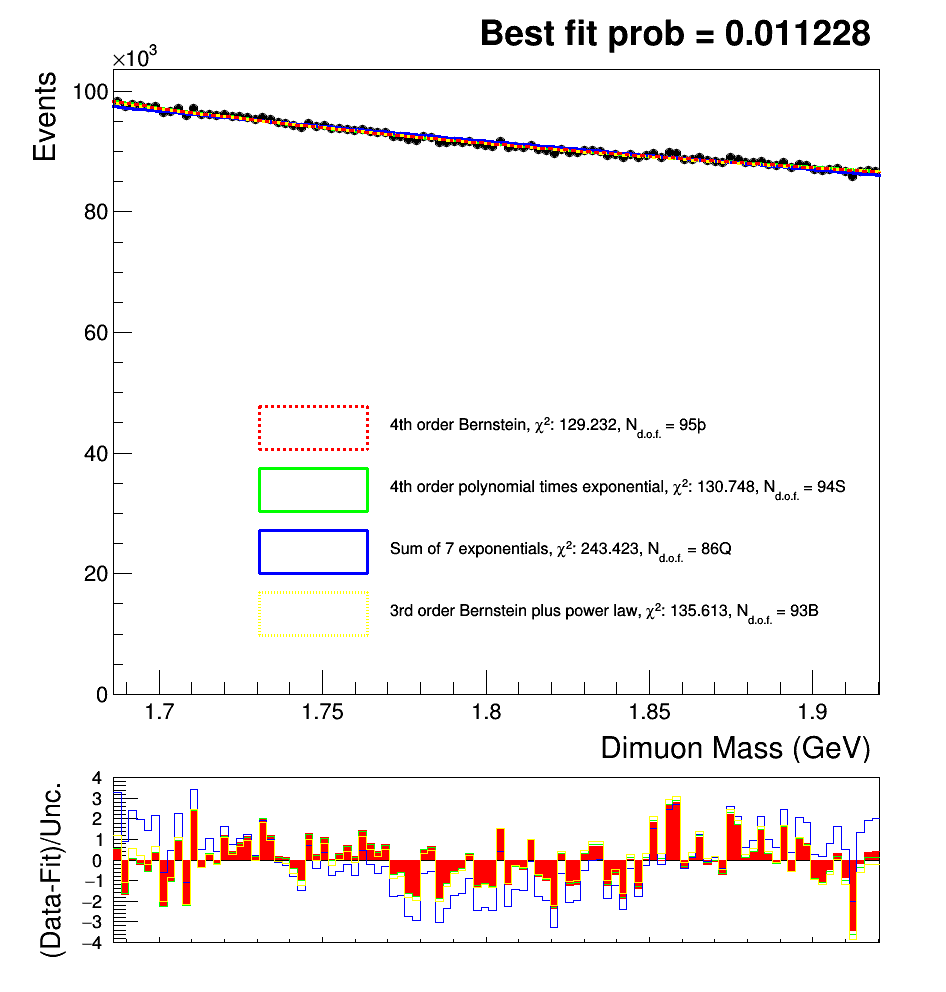 Best fit prob = 0.011228
×10³
Events
100
80
60
40
20
0
4th order Bernstein, χ²: 129.232, N_d.o.f. = 95þ
4th order polynomial times exponential, χ²: 130.748, N_d.o.f. = 94S
Sum of 7 exponentials, χ²: 243.423, N_d.o.f. = 86Q
3rd order Bernstein plus power law, χ²: 135.613, N_d.o.f. = 93B
1.7 1.75 1.8 1.85 1.9
Dimuon Mass (GeV)
(Data-Fit)/Unc.
4
3
2
1
0
−1
−2
−3
−4